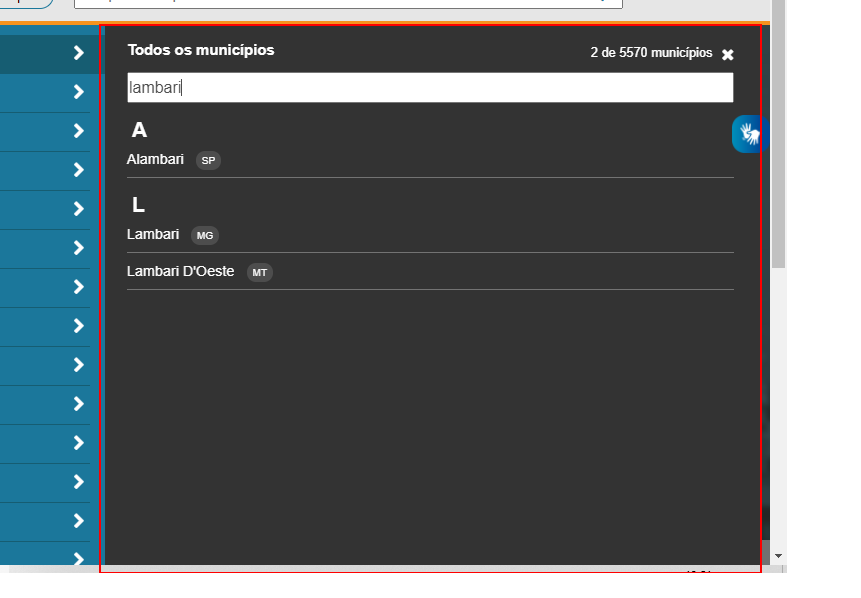 Todos os municípios
2 de 5570 municípios
lambari
A
Alambari SP
L
Lambari MG
Lambari D'Oeste MT